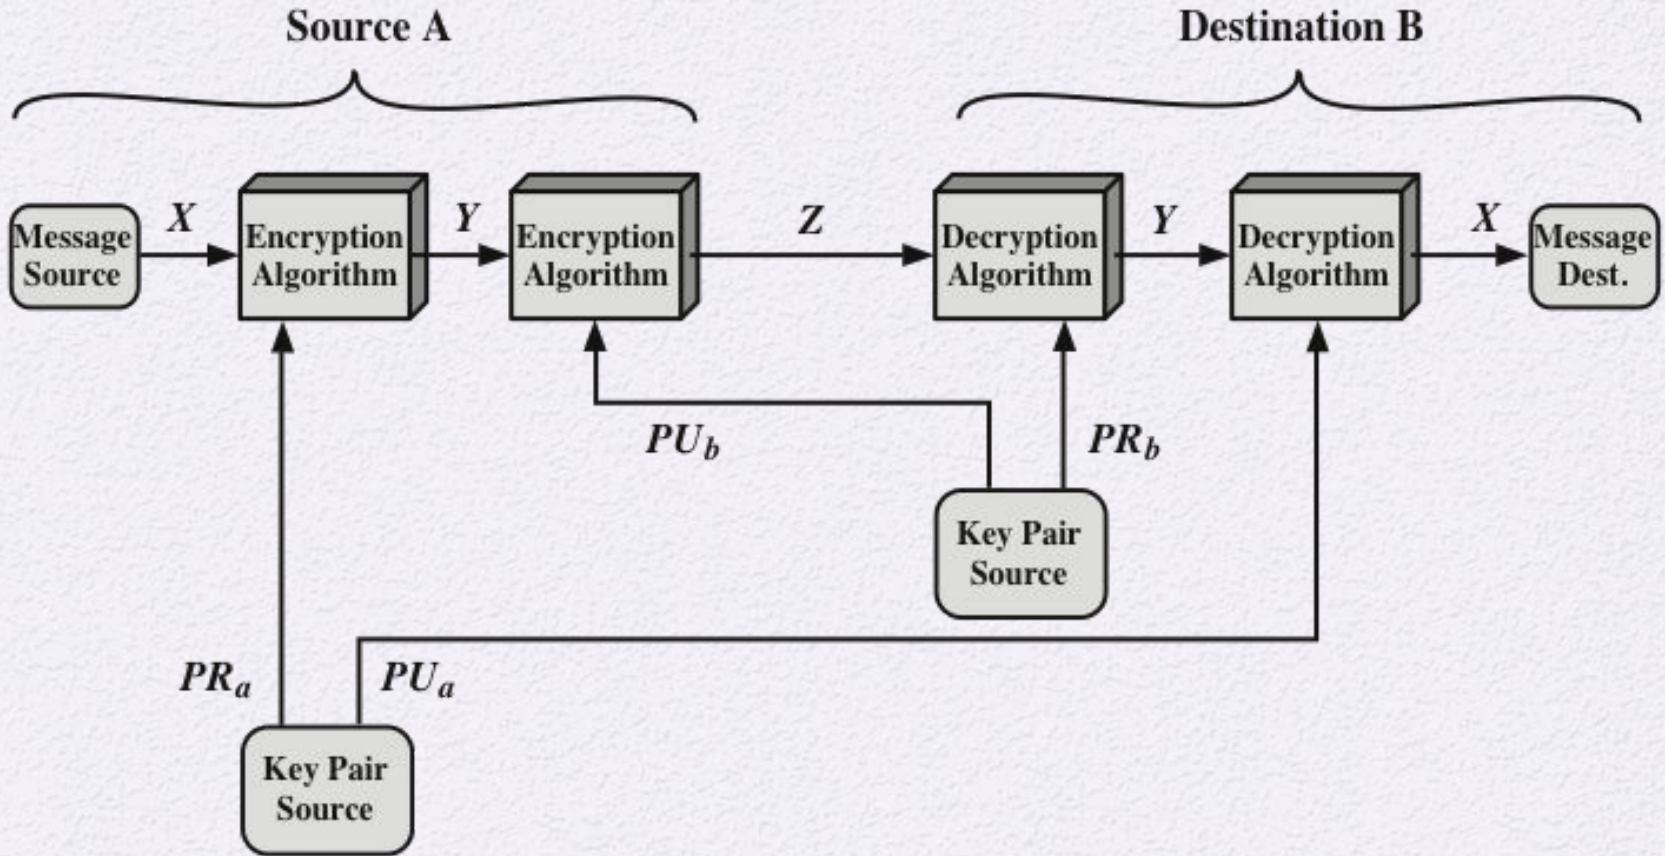 Source A
Destination B
Message
Source
X
Encryption
Algorithm
Y
Encryption
Algorithm
Z
Decryption
Algorithm
Y
Decryption
Algorithm
X
Message
Dest.
PUb
PRb
Key Pair
Source
PRa
PUa
Key Pair
Source